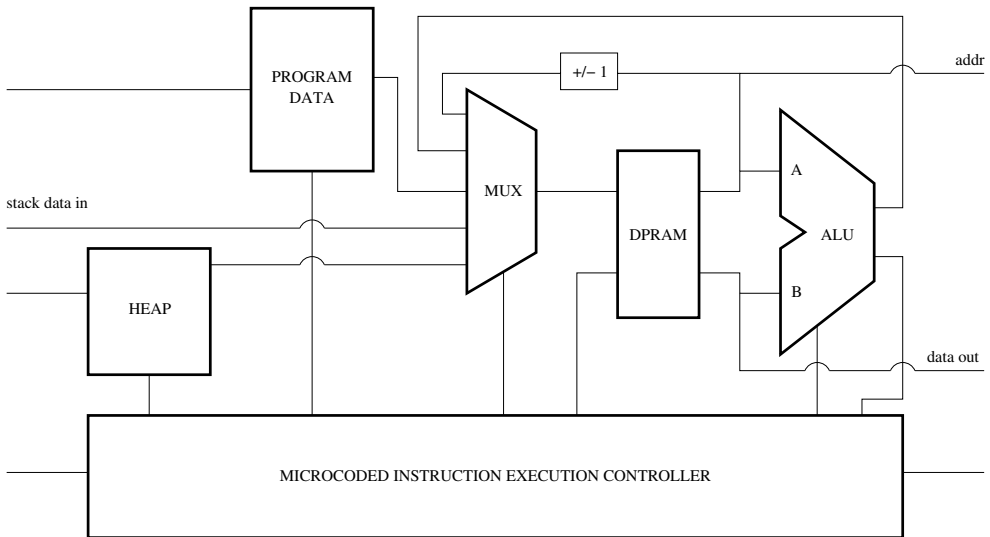 addr
+/- 1
PROGRAM
DATA
A
MUX
stack data in
DPRAM
ALU
B
HEAP
data out
MICROCODED INSTRUCTION EXECUTION CONTROLLER